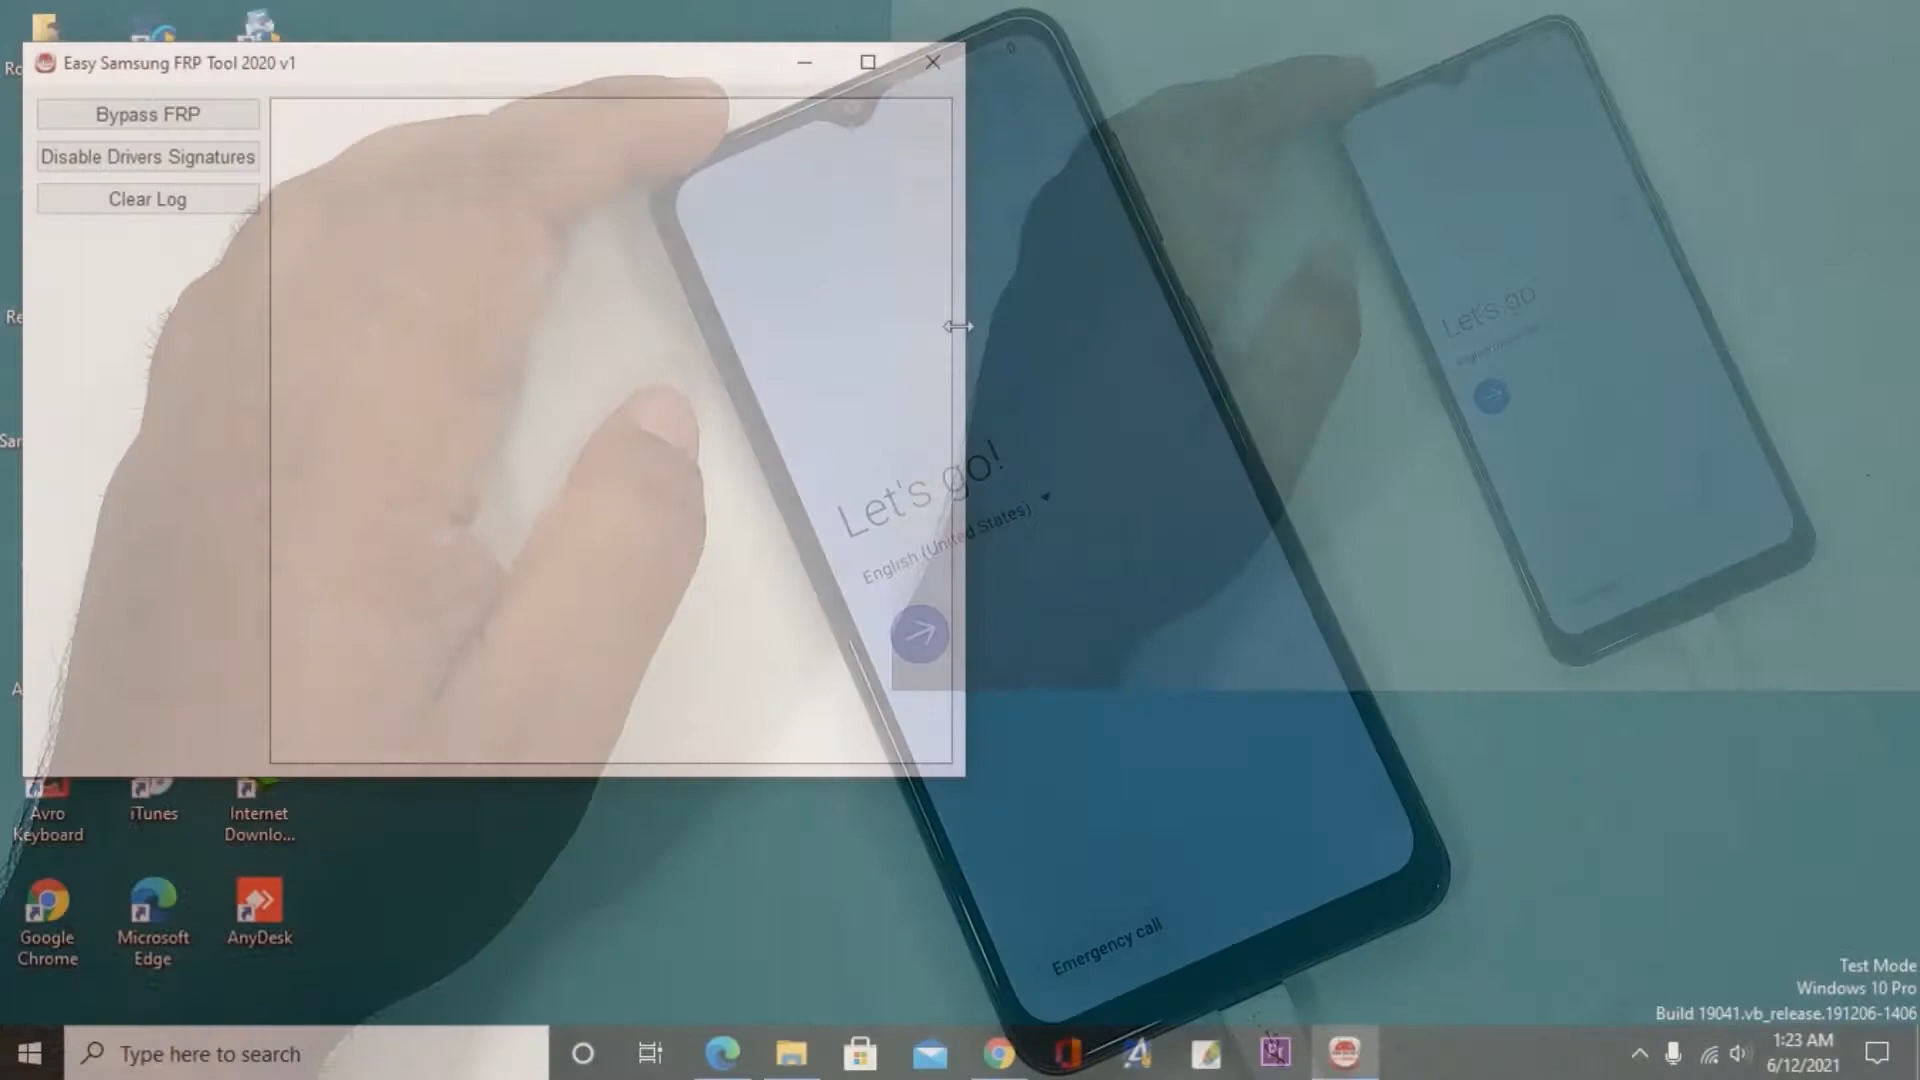 Easy Samsung FRP Tool 2020 v1
Bypass FRP
Disable Drivers Signatures
Clear Log
Let's go!
English (United States)
Emergency call
Let's go
Avro
Keyboard
iTunes
Internet
Downlo...
Google
Chrome
Microsoft
Edge
AnyDesk
Test Mode
Windows 10 Pro
Build 19041.vb_release.191206-1406
Type here to search
1:23 AM
6/12/2021